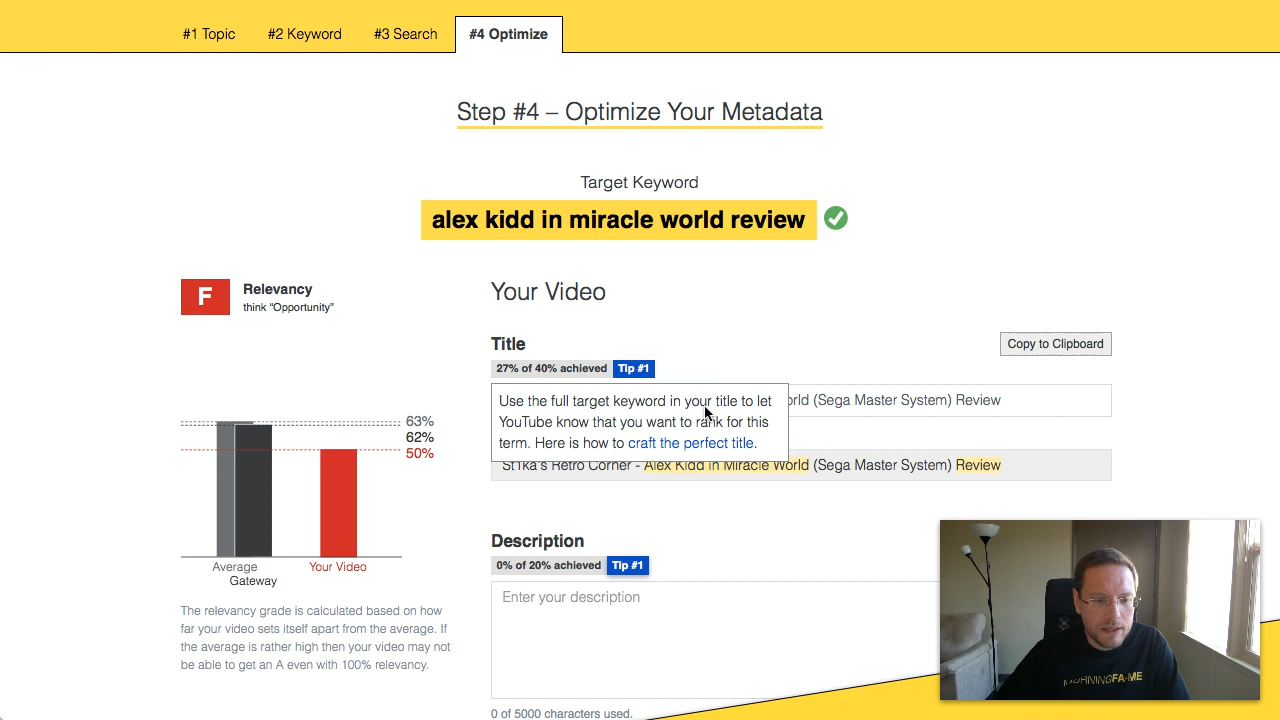 #1 Topic
#2 Keyword
#3 Search
#4 Optimize
Step #4 – Optimize Your Metadata
Target Keyword
alex kidd in miracle world review
F
Relevancy
think “Opportunity”
63%
62%
50%
Average
Gateway
Your Video
The relevancy grade is calculated based on how
far your video sets itself apart from the average. If
the average is rather high then your video may not
be able to get an A even with 100% relevancy.
Your Video
Title
Copy to Clipboard
27% of 40% achieved
Tip #1
Use the full target keyword in your title to let
YouTube know that you want to rank for this
term. Here is how to craft the perfect title.
orld (Sega Master System) Review
St1ka's Retro Corner - Alex Kidd in Miracle World (Sega Master System) Review
Description
0% of 20% achieved
Tip #1
Enter your description
0 of 5000 characters used.
MORNINGFAME